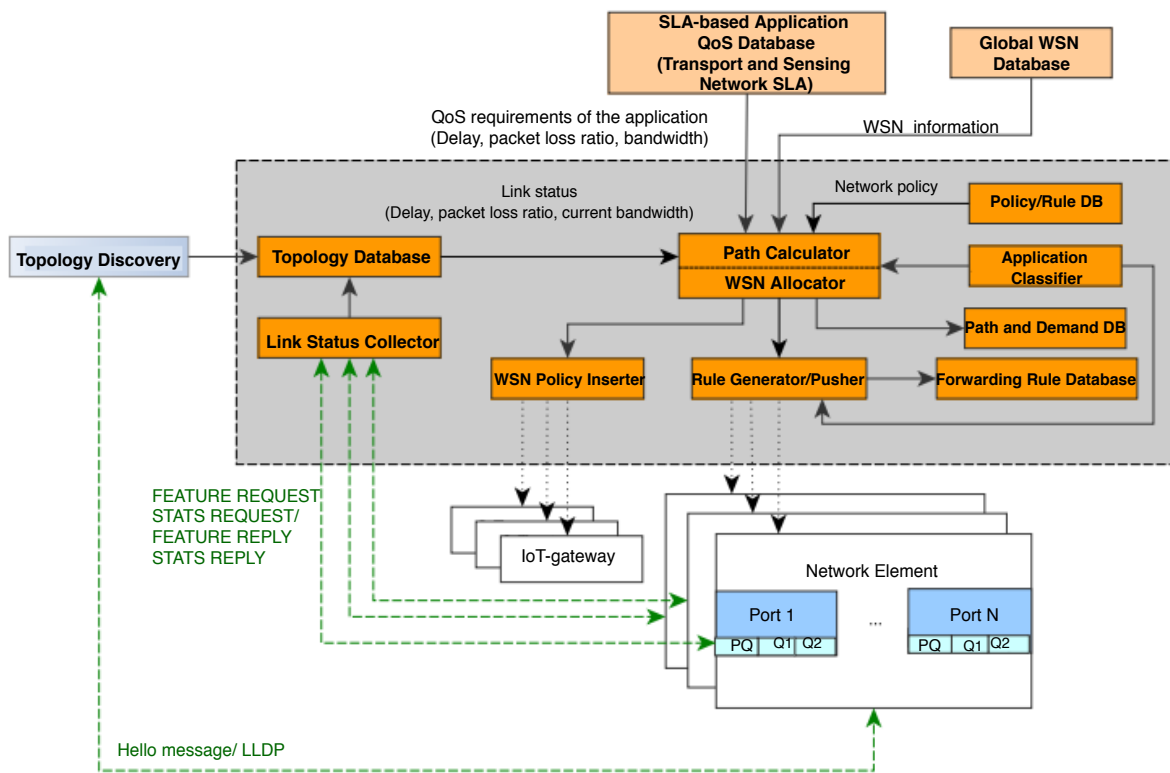 SLA-based Application
QoS Database
(Transport and Sensing
Network SLA)
Global WSN
Database
QoS requirements of the application
(Delay, packet loss ratio, bandwidth)
WSN information
Link status
(Delay, packet loss ratio, current bandwidth)
Network policy
Policy/Rule DB
Topology Discovery
Topology Database
Path Calculator
WSN Allocator
Application
Classifier
Path and Demand DB
Link Status Collector
WSN Policy Inserter
Rule Generator/Pusher
Forwarding Rule Database
FEATURE REQUEST
STATS REQUEST/
FEATURE REPLY
STATS REPLY
IoT-gateway
Network Element
Port 1
...
Port N
PQ Q1 Q2
PQ Q1 Q2
Hello message/ LLDP